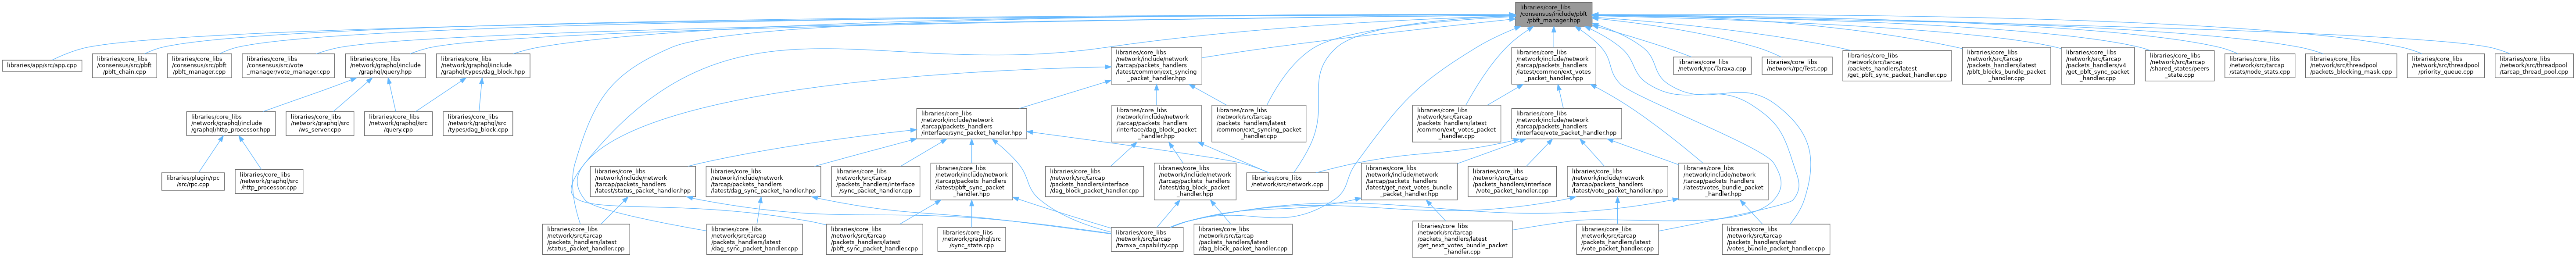 libraries/core_libs
/consensus/include/pbft
/pbft_manager.hpp
libraries/app/src/app.cpp
libraries/core_libs
/consensus/src/pbft
/pbft_chain.cpp
libraries/core_libs
/consensus/src/pbft
/pbft_manager.cpp
libraries/core_libs
/consensus/src/vote
_manager/vote_manager.cpp
libraries/core_libs
/network/graphql/include
/graphql/query.hpp
libraries/core_libs
/network/graphql/include
/graphql/types/dag_block.hpp
libraries/core_libs
/network/include/network
/tarcap/packets_handlers
/latest/common/ext_syncing
_packet_handler.hpp
libraries/core_libs
/network/include/network
/tarcap/packets_handlers
/latest/common/ext_votes
_packet_handler.hpp
libraries/core_libs
/network/rpc/Taraxa.cpp
libraries/core_libs
/network/rpc/Test.cpp
libraries/core_libs
/network/src/tarcap
/packets_handlers/latest
/get_pbft_sync_packet_handler.cpp
libraries/core_libs
/network/src/tarcap
/packets_handlers/latest
/pbft_blocks_bundle_packet
_handler.cpp
libraries/core_libs
/network/src/tarcap
/packets_handlers/v4
/get_pbft_sync_packet
_handler.cpp
libraries/core_libs
/network/src/tarcap
/shared_states/peers
_state.cpp
libraries/core_libs
/network/src/tarcap
/stats/node_stats.cpp
libraries/core_libs
/network/src/threadpool
/packets_blocking_mask.cpp
libraries/core_libs
/network/src/threadpool
/priority_queue.cpp
libraries/core_libs
/network/src/threadpool
/tarcap_thread_pool.cpp
libraries/core_libs
/network/graphql/include
/graphql/http_processor.hpp
libraries/core_libs
/network/graphql/src
/ws_server.cpp
libraries/core_libs
/network/graphql/src
/query.cpp
libraries/core_libs
/network/graphql/src
/types/dag_block.cpp
libraries/core_libs
/network/include/network
/tarcap/packets_handlers
/interface/sync_packet_handler.hpp
libraries/core_libs
/network/include/network
/tarcap/packets_handlers
/interface/dag_block_packet
_handler.hpp
libraries/core_libs
/network/src/tarcap
/packets_handlers/latest
/common/ext_syncing_packet
_handler.cpp
libraries/core_libs
/network/src/tarcap
/packets_handlers/latest
/common/ext_votes_packet
_handler.cpp
libraries/core_libs
/network/include/network
/tarcap/packets_handlers
/interface/vote_packet_handler.hpp
libraries/plugin/rpc
/src/rpc.cpp
libraries/core_libs
/network/graphql/src
/http_processor.cpp
libraries/core_libs
/network/include/network
/tarcap/packets_handlers
/latest/status_packet_handler.hpp
libraries/core_libs
/network/include/network
/tarcap/packets_handlers
/latest/dag_sync_packet_handler.hpp
libraries/core_libs
/network/src/tarcap
/packets_handlers/interface
/sync_packet_handler.cpp
libraries/core_libs
/network/include/network
/tarcap/packets_handlers
/latest/pbft_sync_packet
_handler.hpp
libraries/core_libs
/network/src/tarcap
/packets_handlers/interface
/dag_block_packet_handler.cpp
libraries/core_libs
/network/include/network
/tarcap/packets_handlers
/latest/dag_block_packet
_handler.hpp
libraries/core_libs
/network/src/network.cpp
libraries/core_libs
/network/include/network
/tarcap/packets_handlers
/latest/get_next_votes_bundle
_packet_handler.hpp
libraries/core_libs
/network/src/tarcap
/packets_handlers/interface
/vote_packet_handler.cpp
libraries/core_libs
/network/include/network
/tarcap/packets_handlers
/latest/vote_packet_handler.hpp
libraries/core_libs
/network/include/network
/tarcap/packets_handlers
/latest/votes_bundle_packet
_handler.hpp
libraries/core_libs
/network/src/tarcap
/packets_handlers/latest
/status_packet_handler.cpp
libraries/core_libs
/network/src/tarcap
/packets_handlers/latest
/dag_sync_packet_handler.cpp
libraries/core_libs
/network/src/tarcap
/packets_handlers/latest
/pbft_sync_packet_handler.cpp
libraries/core_libs
/network/graphql/src
/sync_state.cpp
libraries/core_libs
/network/src/tarcap
/taraxa_capability.cpp
libraries/core_libs
/network/src/tarcap
/packets_handlers/latest
/dag_block_packet_handler.cpp
libraries/core_libs
/network/src/tarcap
/packets_handlers/latest
/get_next_votes_bundle_packet
_handler.cpp
libraries/core_libs
/network/src/tarcap
/packets_handlers/latest
/vote_packet_handler.cpp
libraries/core_libs
/network/src/tarcap
/packets_handlers/latest
/votes_bundle_packet_handler.cpp